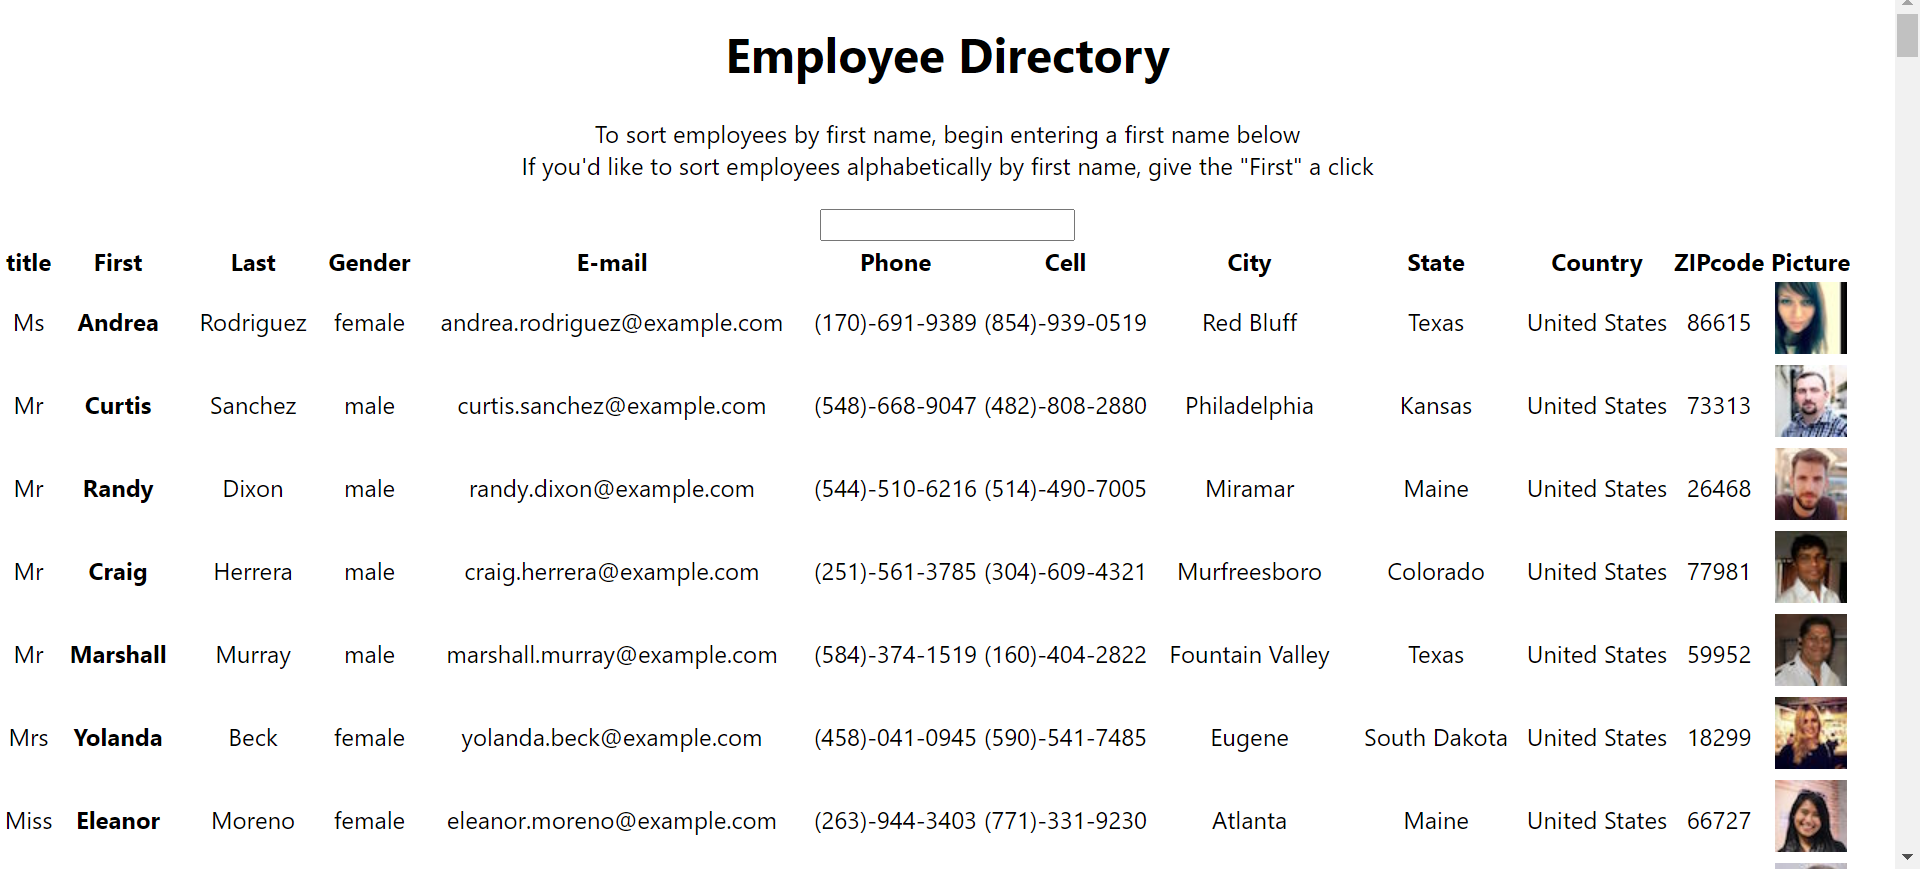 Employee Directory
To sort employees by first name, begin entering a first name below
If you'd like to sort employees alphabetically by first name, give the "First" a click
title First Last Gender E-mail Phone Cell City State Country ZIPcode Picture
Ms Andrea Rodriguez female andrea.rodriguez@example.com (170)-691-9389 (854)-939-0519 Red Bluff Texas United States 86615
Mr Curtis Sanchez male curtis.sanchez@example.com (548)-668-9047 (482)-808-2880 Philadelphia Kansas United States 73313
Mr Randy Dixon male randy.dixon@example.com (544)-510-6216 (514)-490-7005 Miramar Maine United States 26468
Mr Craig Herrera male craig.herrera@example.com (251)-561-3785 (304)-609-4321 Murfreesboro Colorado United States 77981
Mr Marshall Murray male marshall.murray@example.com (584)-374-1519 (160)-404-2822 Fountain Valley Texas United States 59952
Mrs Yolanda Beck female yolanda.beck@example.com (458)-041-0945 (590)-541-7485 Eugene South Dakota United States 18299
Miss Eleanor Moreno female eleanor.moreno@example.com (263)-944-3403 (771)-331-9230 Atlanta Maine United States 66727